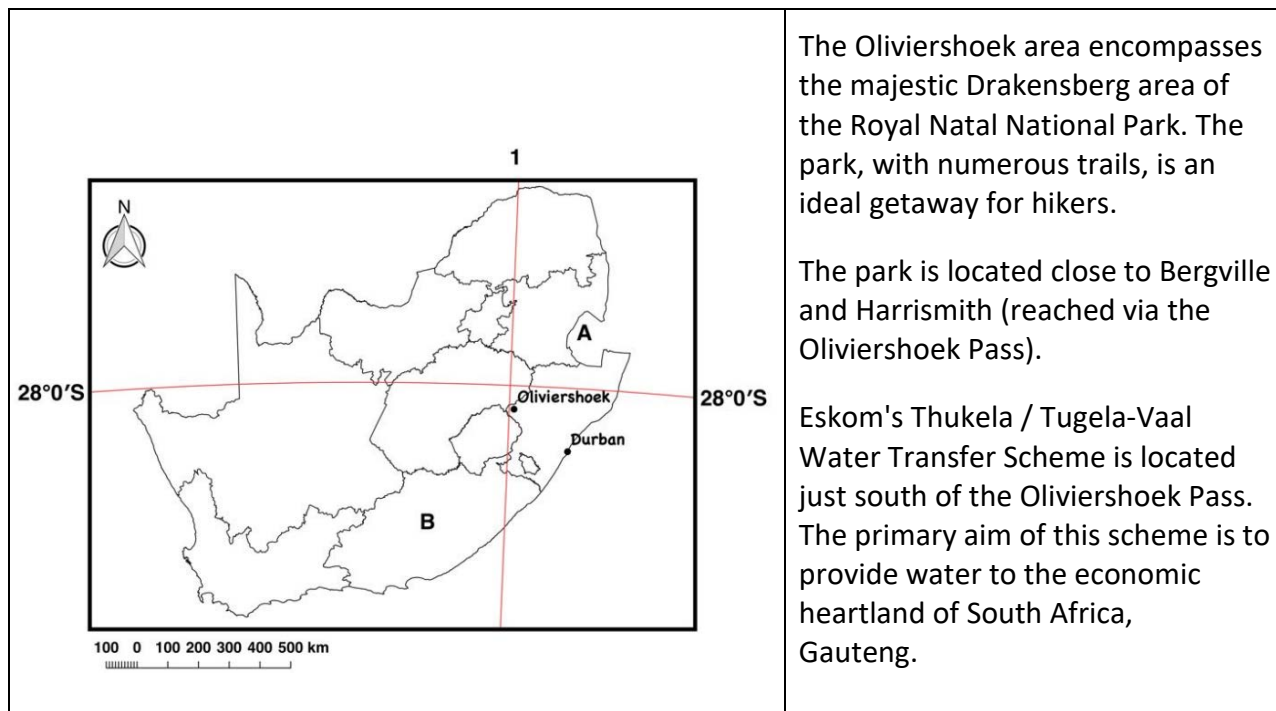 1
N
A
28°0'S
28°0'S
Oliviershoek
Durban
B
100 0 100 200 300 400 500 km
The Oliviershoek area encompasses
the majestic Drakensberg area of
the Royal Natal National Park. The
park, with numerous trails, is an
ideal getaway for hikers.
The park is located close to Bergville
and Harrismith (reached via the
Oliviershoek Pass).
Eskom's Thukela / Tugela-Vaal
Water Transfer Scheme is located
just south of the Oliviershoek Pass.
The primary aim of this scheme is to
provide water to the economic
heartland of South Africa,
Gauteng.